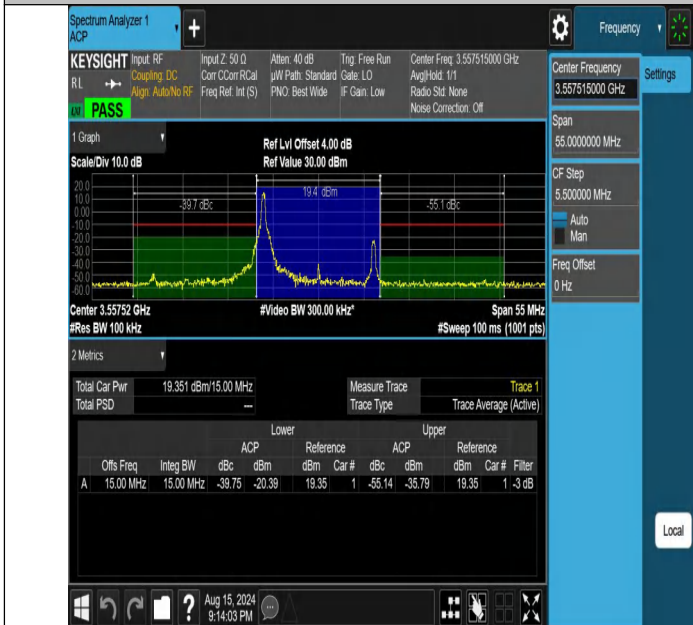 Spectrum Analyzer 1
ACP
Frequency
KEYSIGHT Input: RF Input Z: 50 Ω Atten: 40 dB Trig: Free Run Center Freq: 3.557515000 GHz
RL Coupling: DC Corr CCorr RCal µW Path: Standard Gate: LO Avg|Hold: 1/1
Align: Auto/No RF Freq Ref: Int (S) PNO: Best Wide IF Gain: Low Radio Std: None
PASS Noise Correction: Off
Center Frequency
3.557515000 GHz
Settings
Span
55.0000000 MHz
CF Step
5.500000 MHz
Auto
Man
Freq Offset
0 Hz
Local
1 Graph
Ref Lvl Offset 4.00 dB
Scale/Div 10.0 dB Ref Value 30.00 dBm
20.0
10.0
0.00
-10.0
-20.0
-30.0
-40.0
-50.0
-60.0
-39.7 dBc 19.4 dBm -55.1 dBc
Center 3.55752 GHz #Video BW 300.00 kHz* Span 55 MHz
#Res BW 100 kHz #Sweep 100 ms (1001 pts)
2 Metrics
Total Car Pwr 19.351 dBm/15.00 MHz Measure Trace Trace 1
Total PSD --- Trace Type Trace Average (Active)
Lower Upper
ACP Reference ACP Reference
Offs Freq Integ BW dBc dBm dBm Car # dBc dBm dBm Car # Filter
A 15.00 MHz 15.00 MHz -39.75 -20.39 19.35 1 -55.14 -35.79 19.35 1 -3 dB
Aug 15, 2024
9:14:03 PM